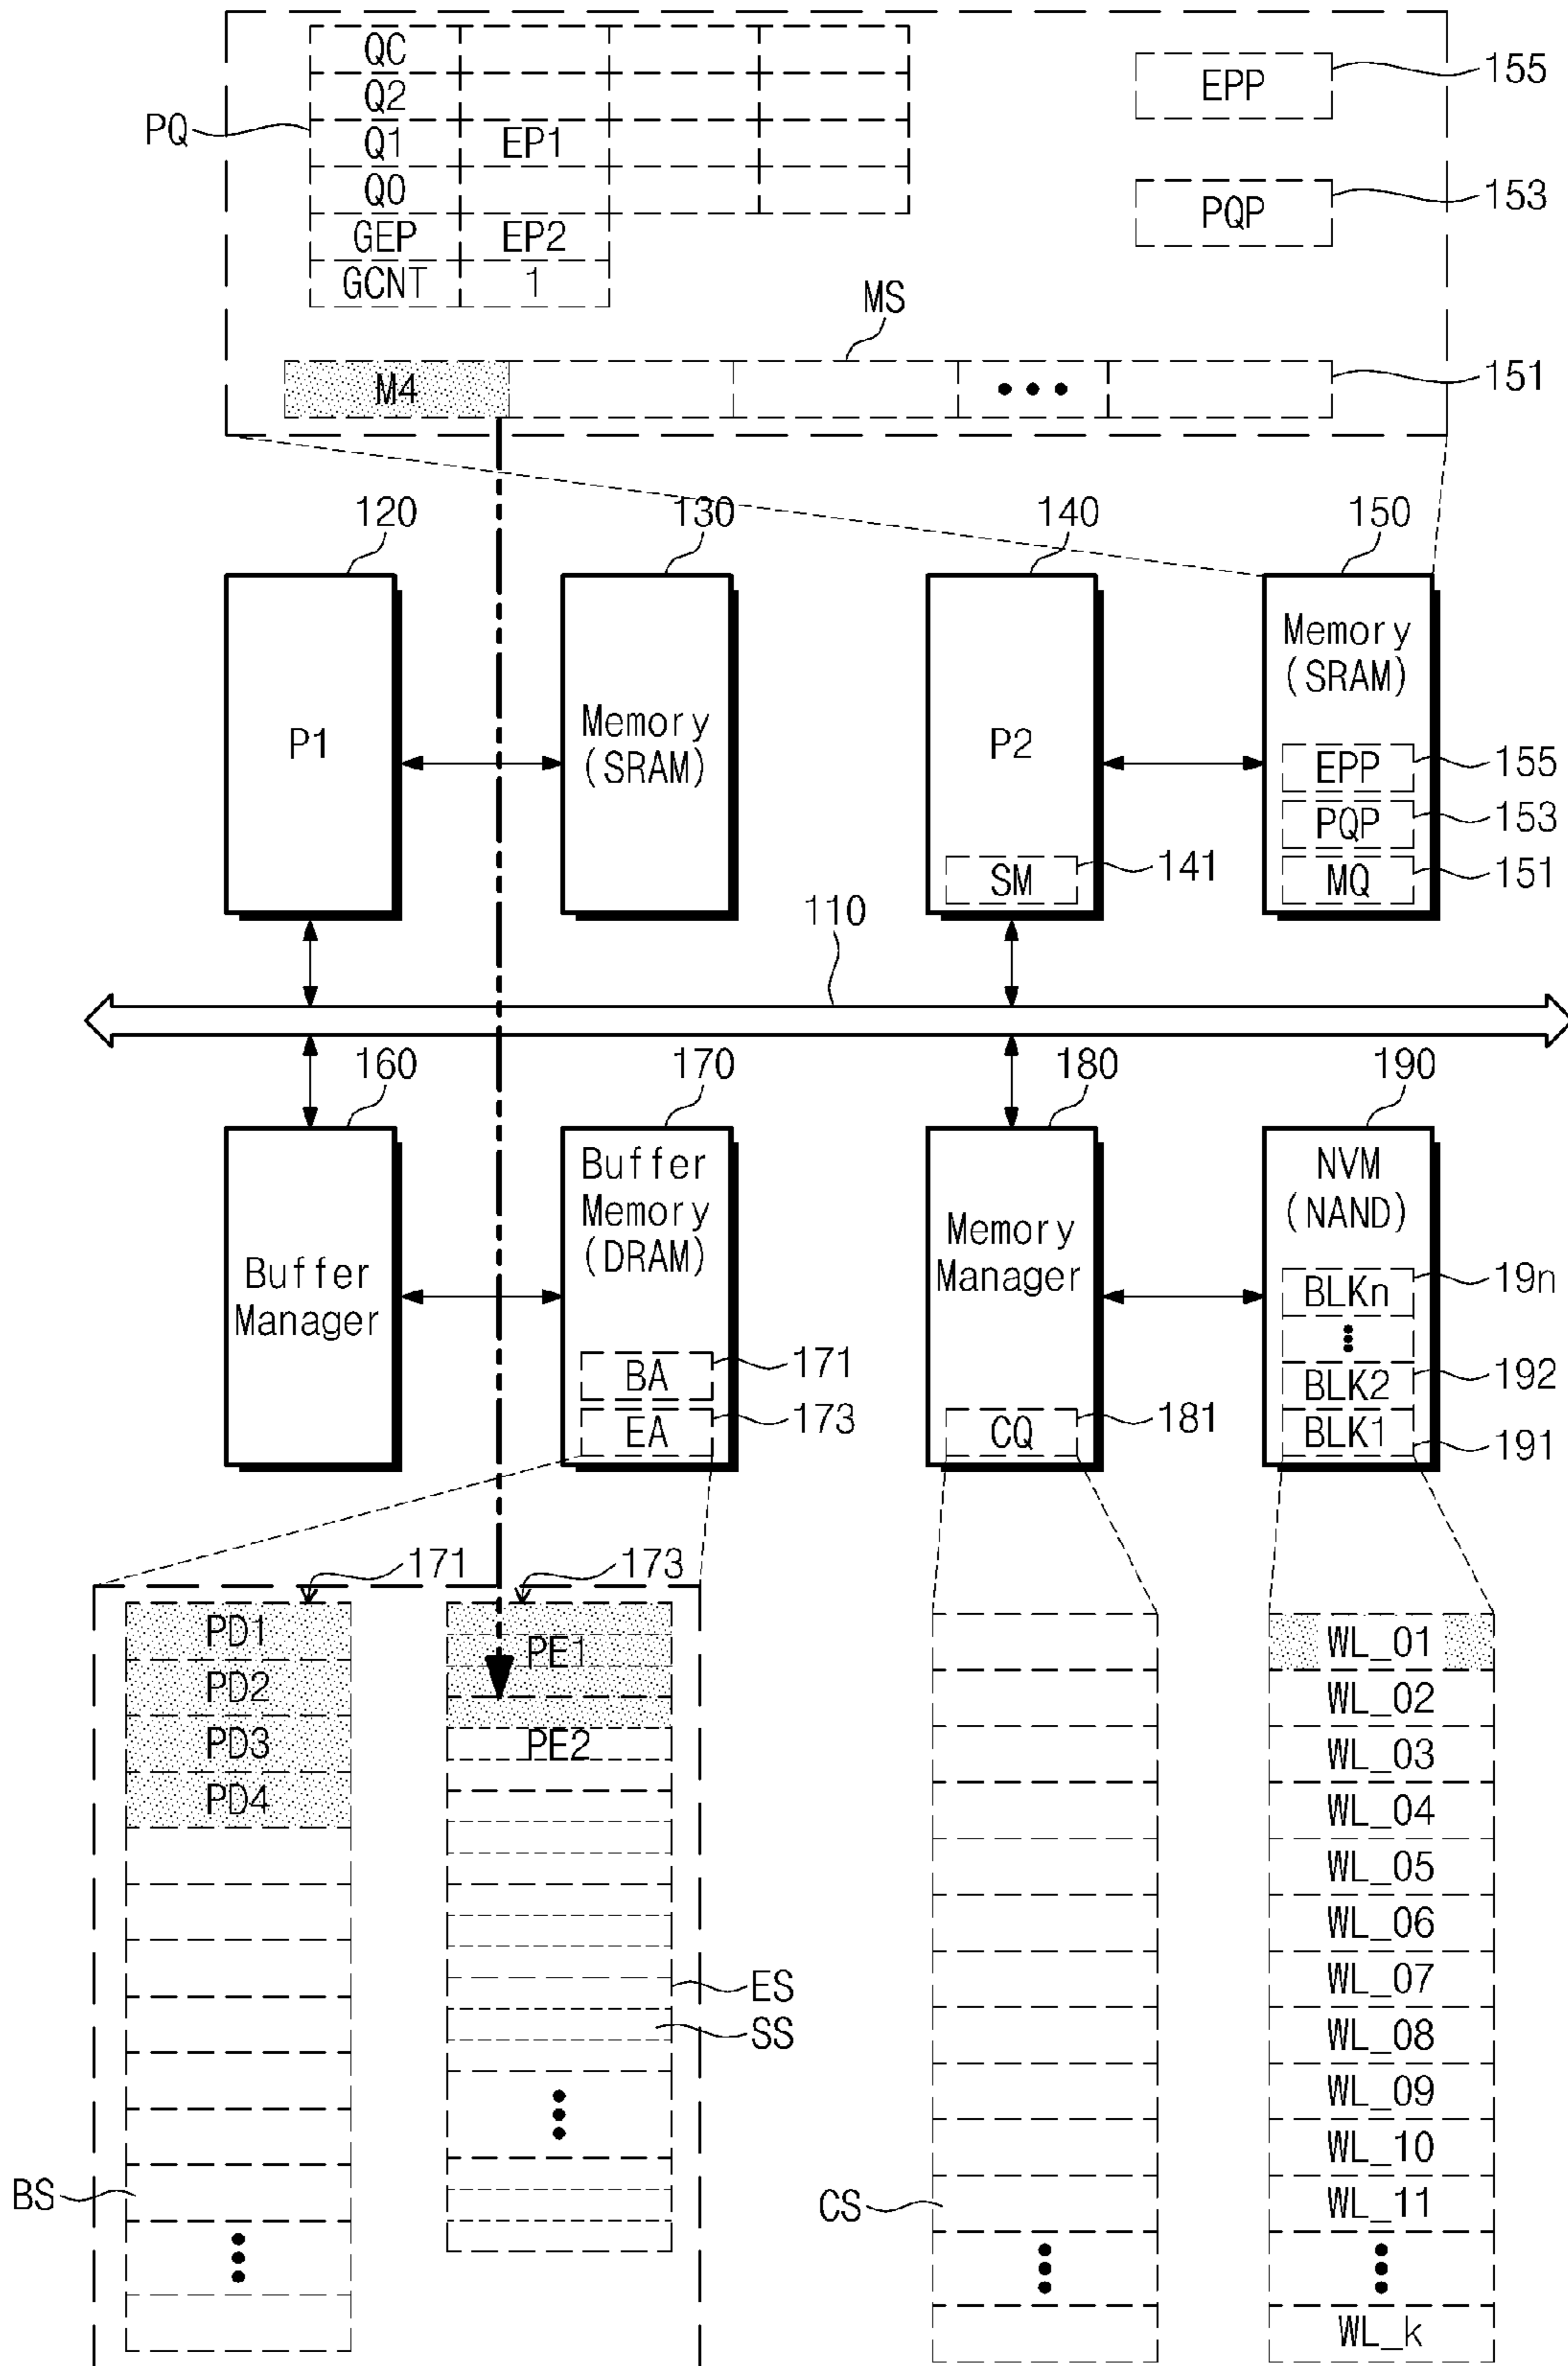 QC
Q2
PQ
Q1 EP1
Q0
GEP EP2
GCNT 1
EPP 155
PQP 153
MS
M4 ••• 151
120 130 140 150
P1
Memory
(SRAM)
P2
SM 141
Memory
(SRAM)
EPP 155
PQP 153
MQ 151
110
160 170 180 190
Buffer
Manager
Buffer
Memory
(DRAM)
BA 171
EA 173
Memory
Manager
CQ 181
NVM
(NAND)
BLKn 19n
BLK2 192
BLK1 191
171 173
PD1
PD2
PD3
PD4
BS
PE1
PE2
ES
SS
CS
WL_01
WL_02
WL_03
WL_04
WL_05
WL_06
WL_07
WL_08
WL_09
WL_10
WL_11
WL_k